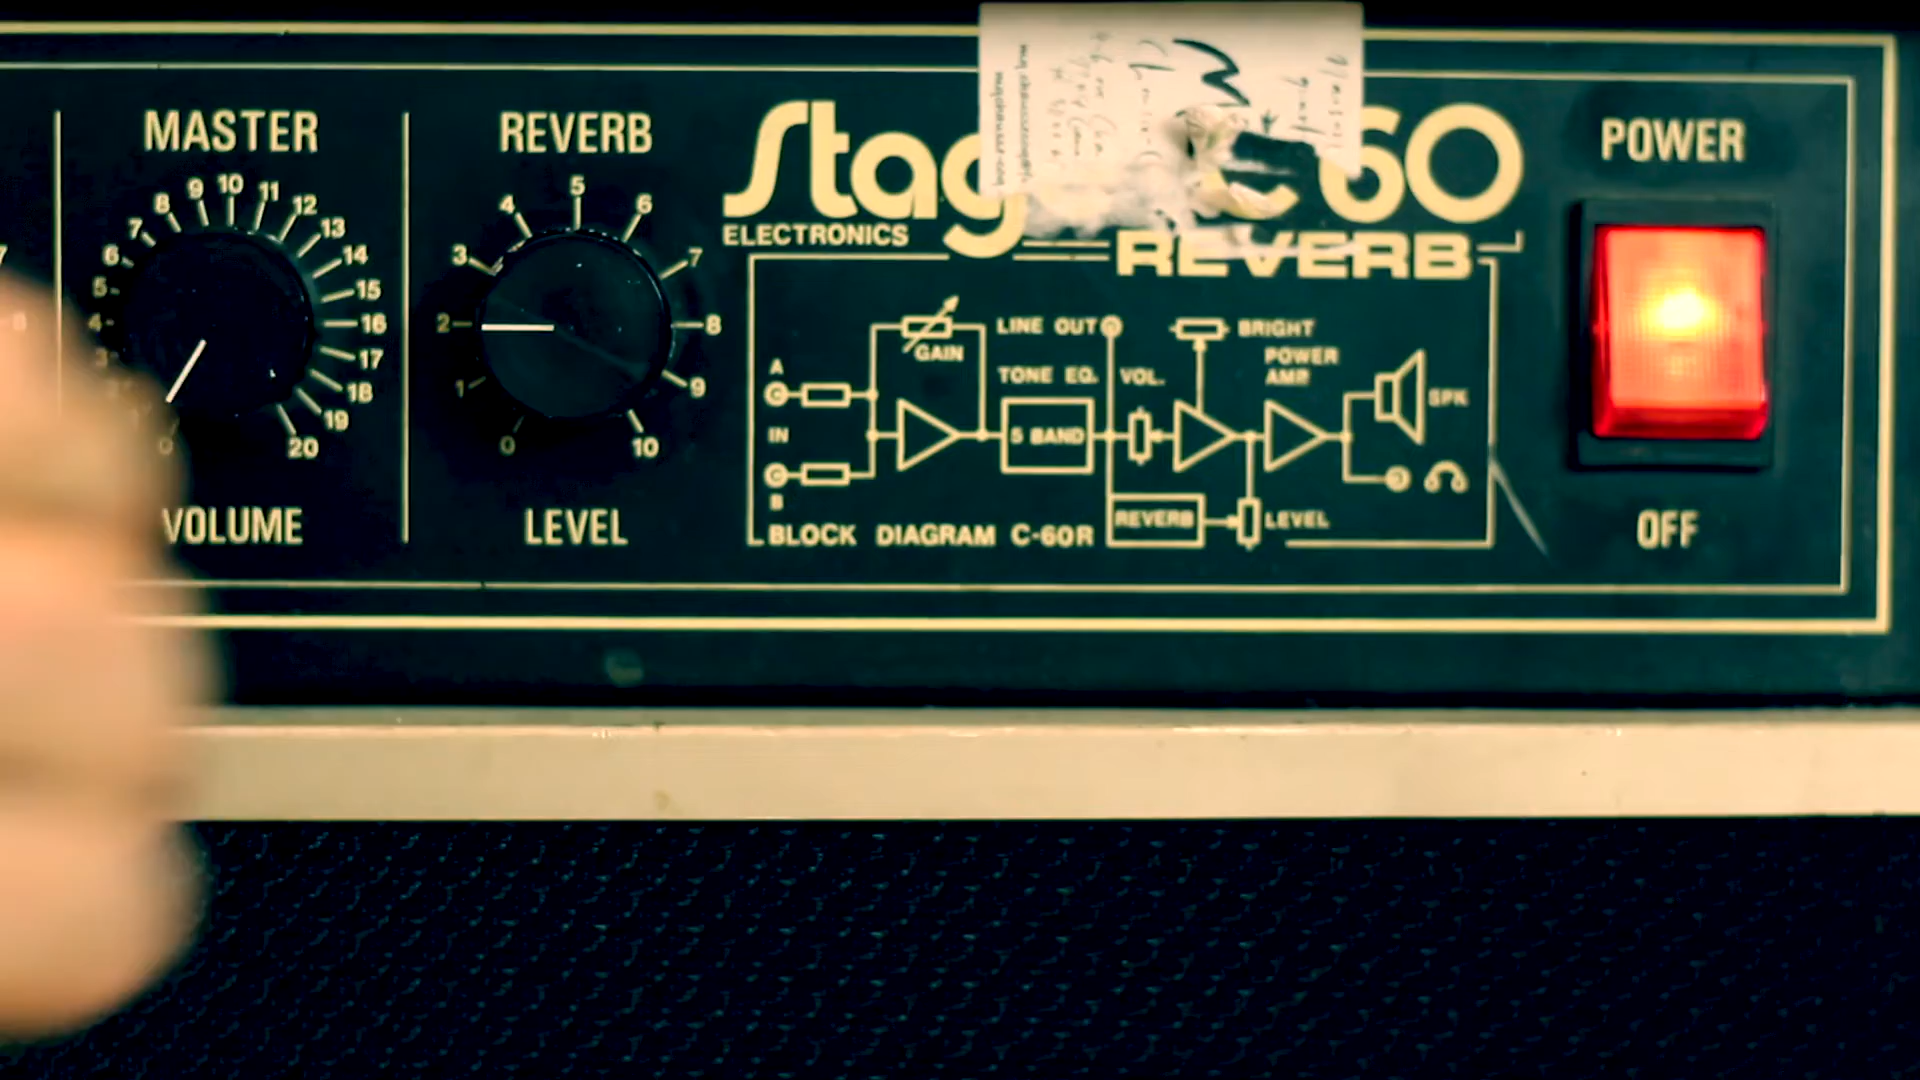 MASTER
9 10 11
8 12
7 13
6 14
5 15
4 16
3 17
18
19
0 20
VOLUME
REVERB
5
4 6
3 7
2 8
1 9
0 10
LEVEL
Stag 60
ELECTRONICS
REVERB
LINE OUT BRIGHT
GAIN
A TONE EQ. VOL. POWER
AMP
SPK
IN 5 BAND
B
REVERB LEVEL
BLOCK DIAGRAM C-60R
POWER
OFF